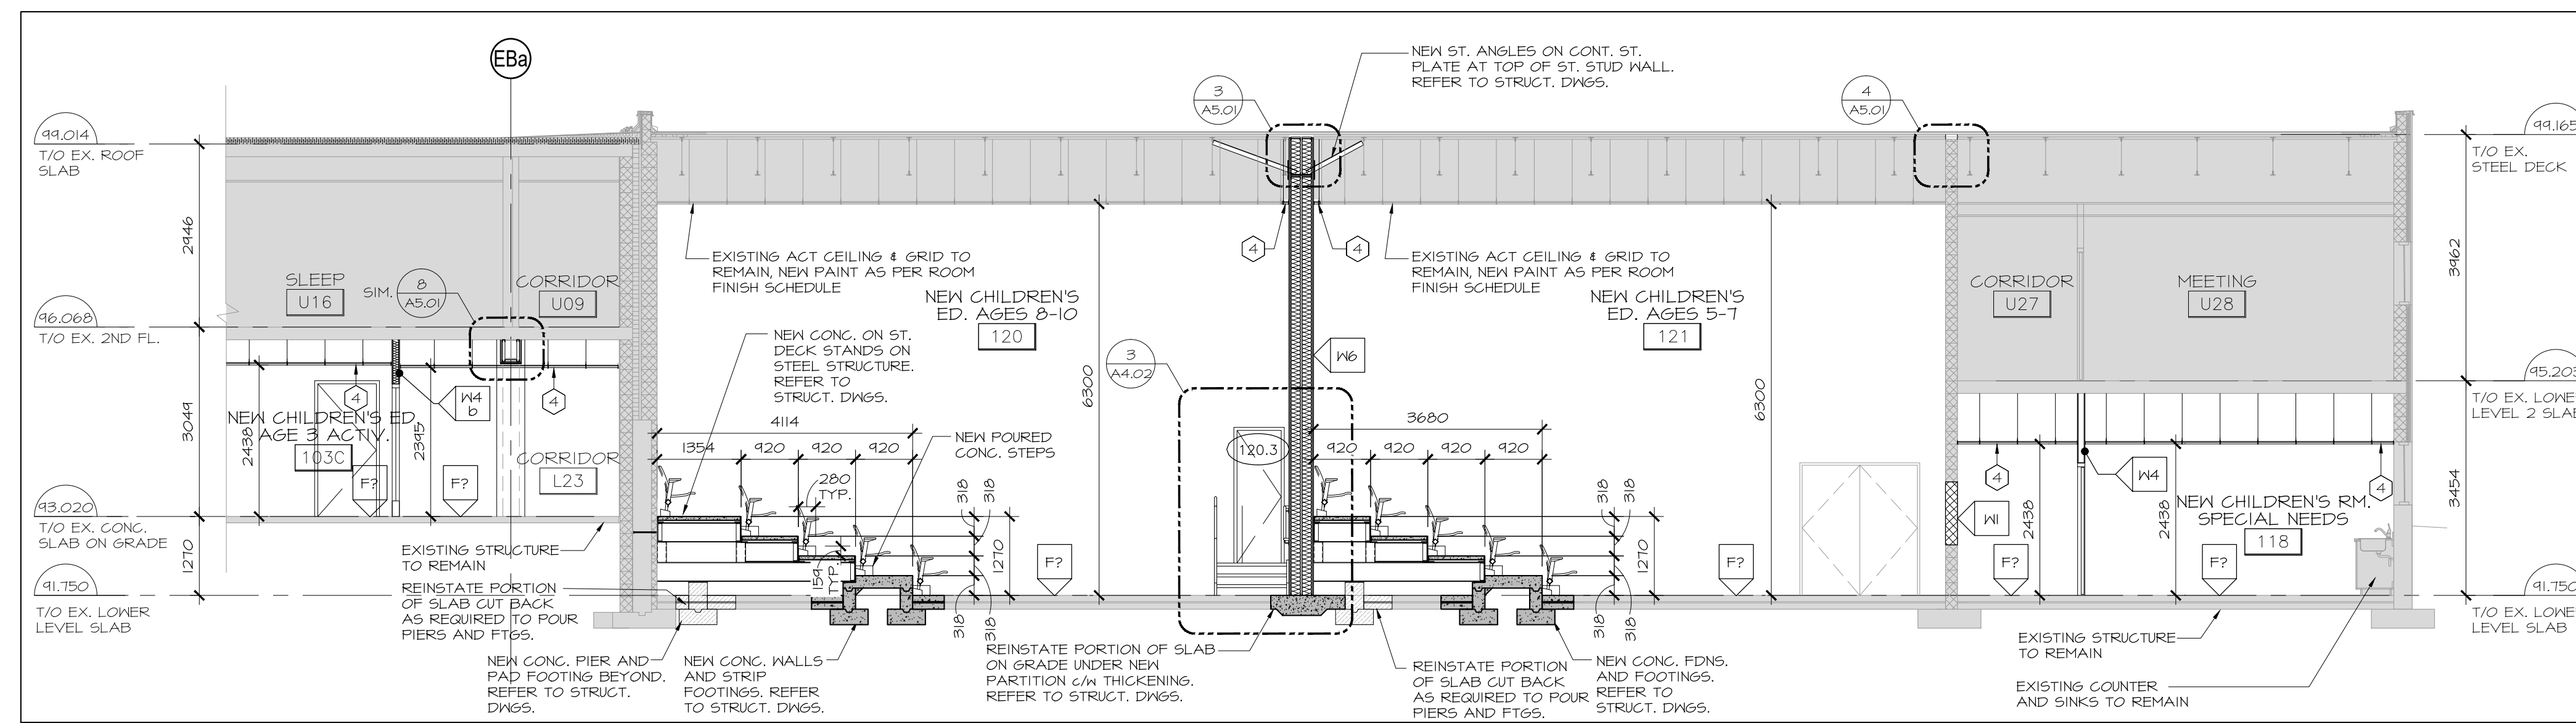 EBa
NEW ST. ANGLES ON CONT. ST.
PLATE AT TOP OF ST. STUD WALL.
REFER TO STRUCT. DWGS.
3
A5.01
4
A5.01
99.014
T/O EX. ROOF
SLAB
99.165
T/O EX.
STEEL DECK
2946
3962
EXISTING ACT CEILING & GRID TO
REMAIN, NEW PAINT AS PER ROOM
FINISH SCHEDULE
4
4
EXISTING ACT CEILING & GRID TO
REMAIN, NEW PAINT AS PER ROOM
FINISH SCHEDULE
SLEEP
U16
SIM.
8
A5.01
CORRIDOR
U09
NEW CHILDREN'S
ED. AGES 8-10
120
NEW CHILDREN'S
ED. AGES 5-7
121
CORRIDOR
U27
MEETING
U28
96.068
T/O EX. 2ND FL.
NEW CONC. ON ST.
DECK STANDS ON
STEEL STRUCTURE.
REFER TO
STRUCT. DWGS.
3
A4.02
W6
6300
6300
95.203
T/O EX. LOWE
LEVEL 2 SLAB
3049
2438
2395
4
W4
b
4
NEW CHILDREN'S ED.
AGE 3 ACTIV.
103C
F?
F?
CORRIDOR
L23
4114
1354
920
920
920
NEW POURED
CONC. STEPS
280
TYP.
159
TYP.
318
318
318
318
1270
120.3
3680
920
920
920
920
318
318
318
318
1270
4
W4
4
W1
2438
2438
3454
NEW CHILDREN'S RM.
SPECIAL NEEDS
118
93.020
T/O EX. CONC.
SLAB ON GRADE
1270
EXISTING STRUCTURE
TO REMAIN
F?
F?
F?
F?
91.750
T/O EX. LOWER
LEVEL SLAB
91.750
T/O EX. LOWE
LEVEL SLAB
REINSTATE PORTION
OF SLAB CUT BACK
AS REQUIRED TO POUR
PIERS AND FTGS.
NEW CONC. PIER AND
PAD FOOTING BEYOND.
REFER TO STRUCT.
DWGS.
NEW CONC. WALLS
AND STRIP
FOOTINGS. REFER
TO STRUCT. DWGS.
REINSTATE PORTION OF SLAB
ON GRADE UNDER NEW
PARTITION c/w THICKENING.
REFER TO STRUCT. DWGS.
REINSTATE PORTION
OF SLAB CUT BACK
AS REQUIRED TO POUR
PIERS AND FTGS.
NEW CONC. FDNS.
AND FOOTINGS.
REFER TO
STRUCT. DWGS.
EXISTING STRUCTURE
TO REMAIN
EXISTING COUNTER
AND SINKS TO REMAIN